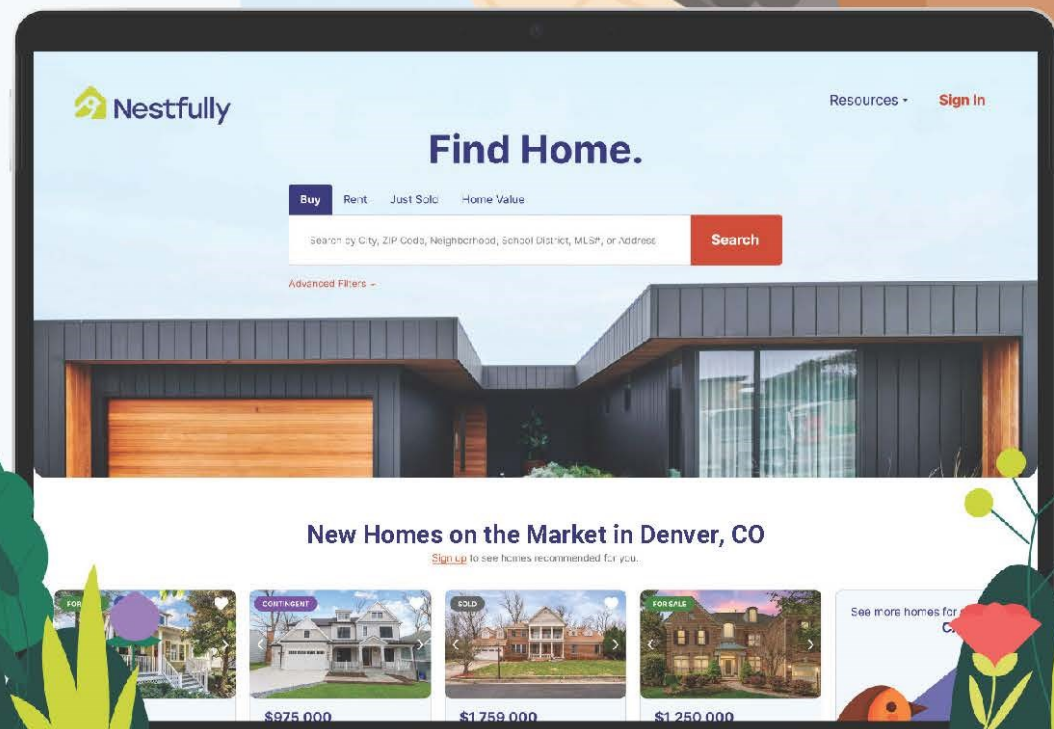 Nestfully
Resources
Sign In
Find Home.
Buy Rent Just Sold Home Value
Search by City, ZIP Code, Neighborhood, School District, MLS#, or Address
Search
Advanced Filters
New Homes on the Market in Denver, CO
Sign up to see homes recommended for you.
FOR
CONTINGENT
SOLD
FOR SALE
See more homes for
$975,000
$1,759,000
$1,250,000